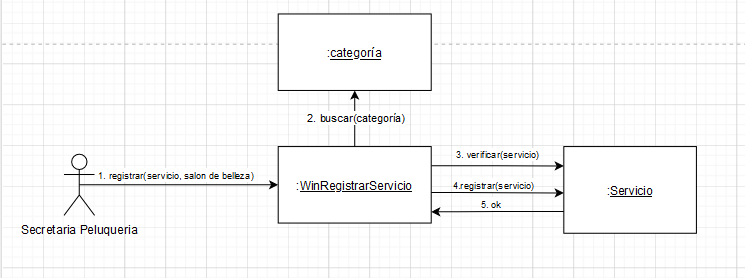 :categoría
2. buscar(categoría)
1. registrar(servicio, salon de belleza)
:WinRegistrarServicio
3. verificar(servicio)
4.registrar(servicio)
5. ok
:Servicio
Secretaria Peluqueria